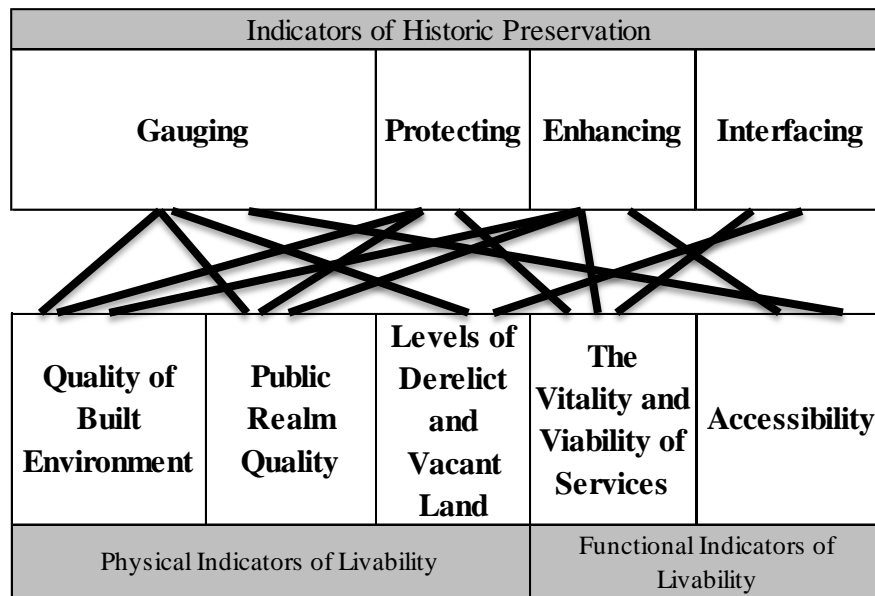 Indicators of Historic Preservation
Gauging
Protecting
Enhancing
Interfacing
Quality of
Built
Environment
Public
Realm
Quality
Levels of
Derelict
and
Vacant
Land
The
Vitality and
Viability of
Services
Accessibility
Physical Indicators of Livability
Functional Indicators of
Livability